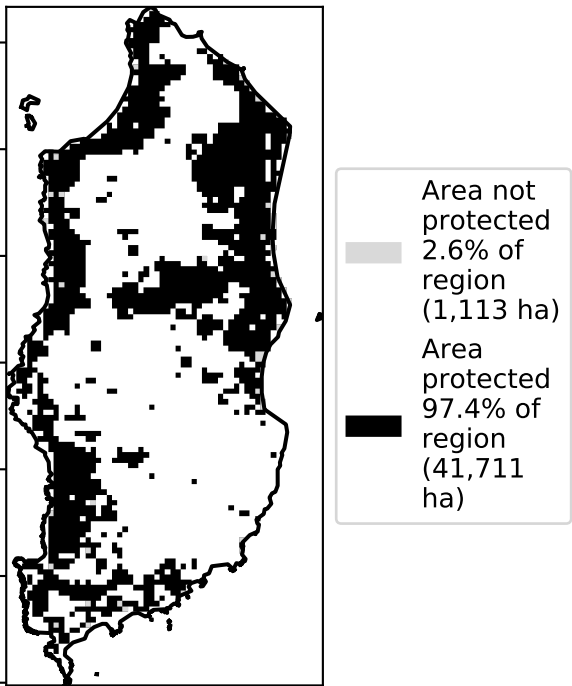 Area not
protected
2.6% of
region
(1,113 ha)
Area
protected
97.4% of
region
(41,711
ha)